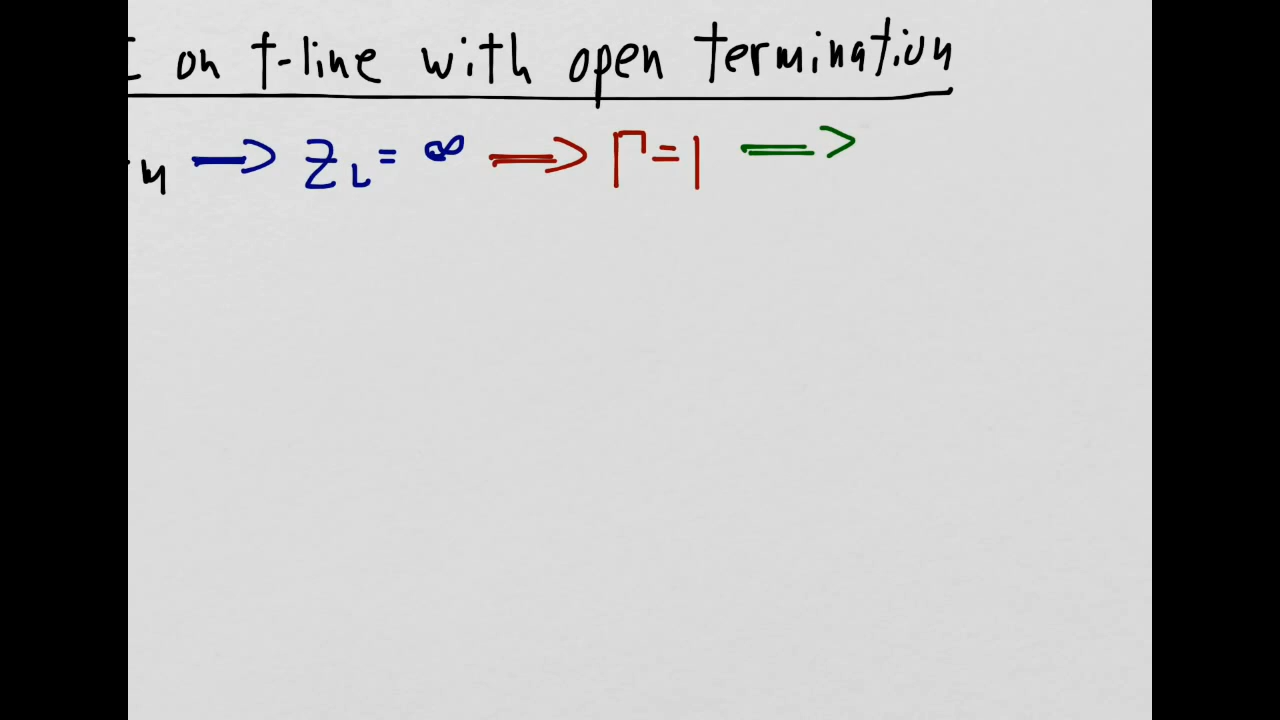 on t-line with open termination
→ Z_L = ∞ ⇒ Γ = 1 ⇒